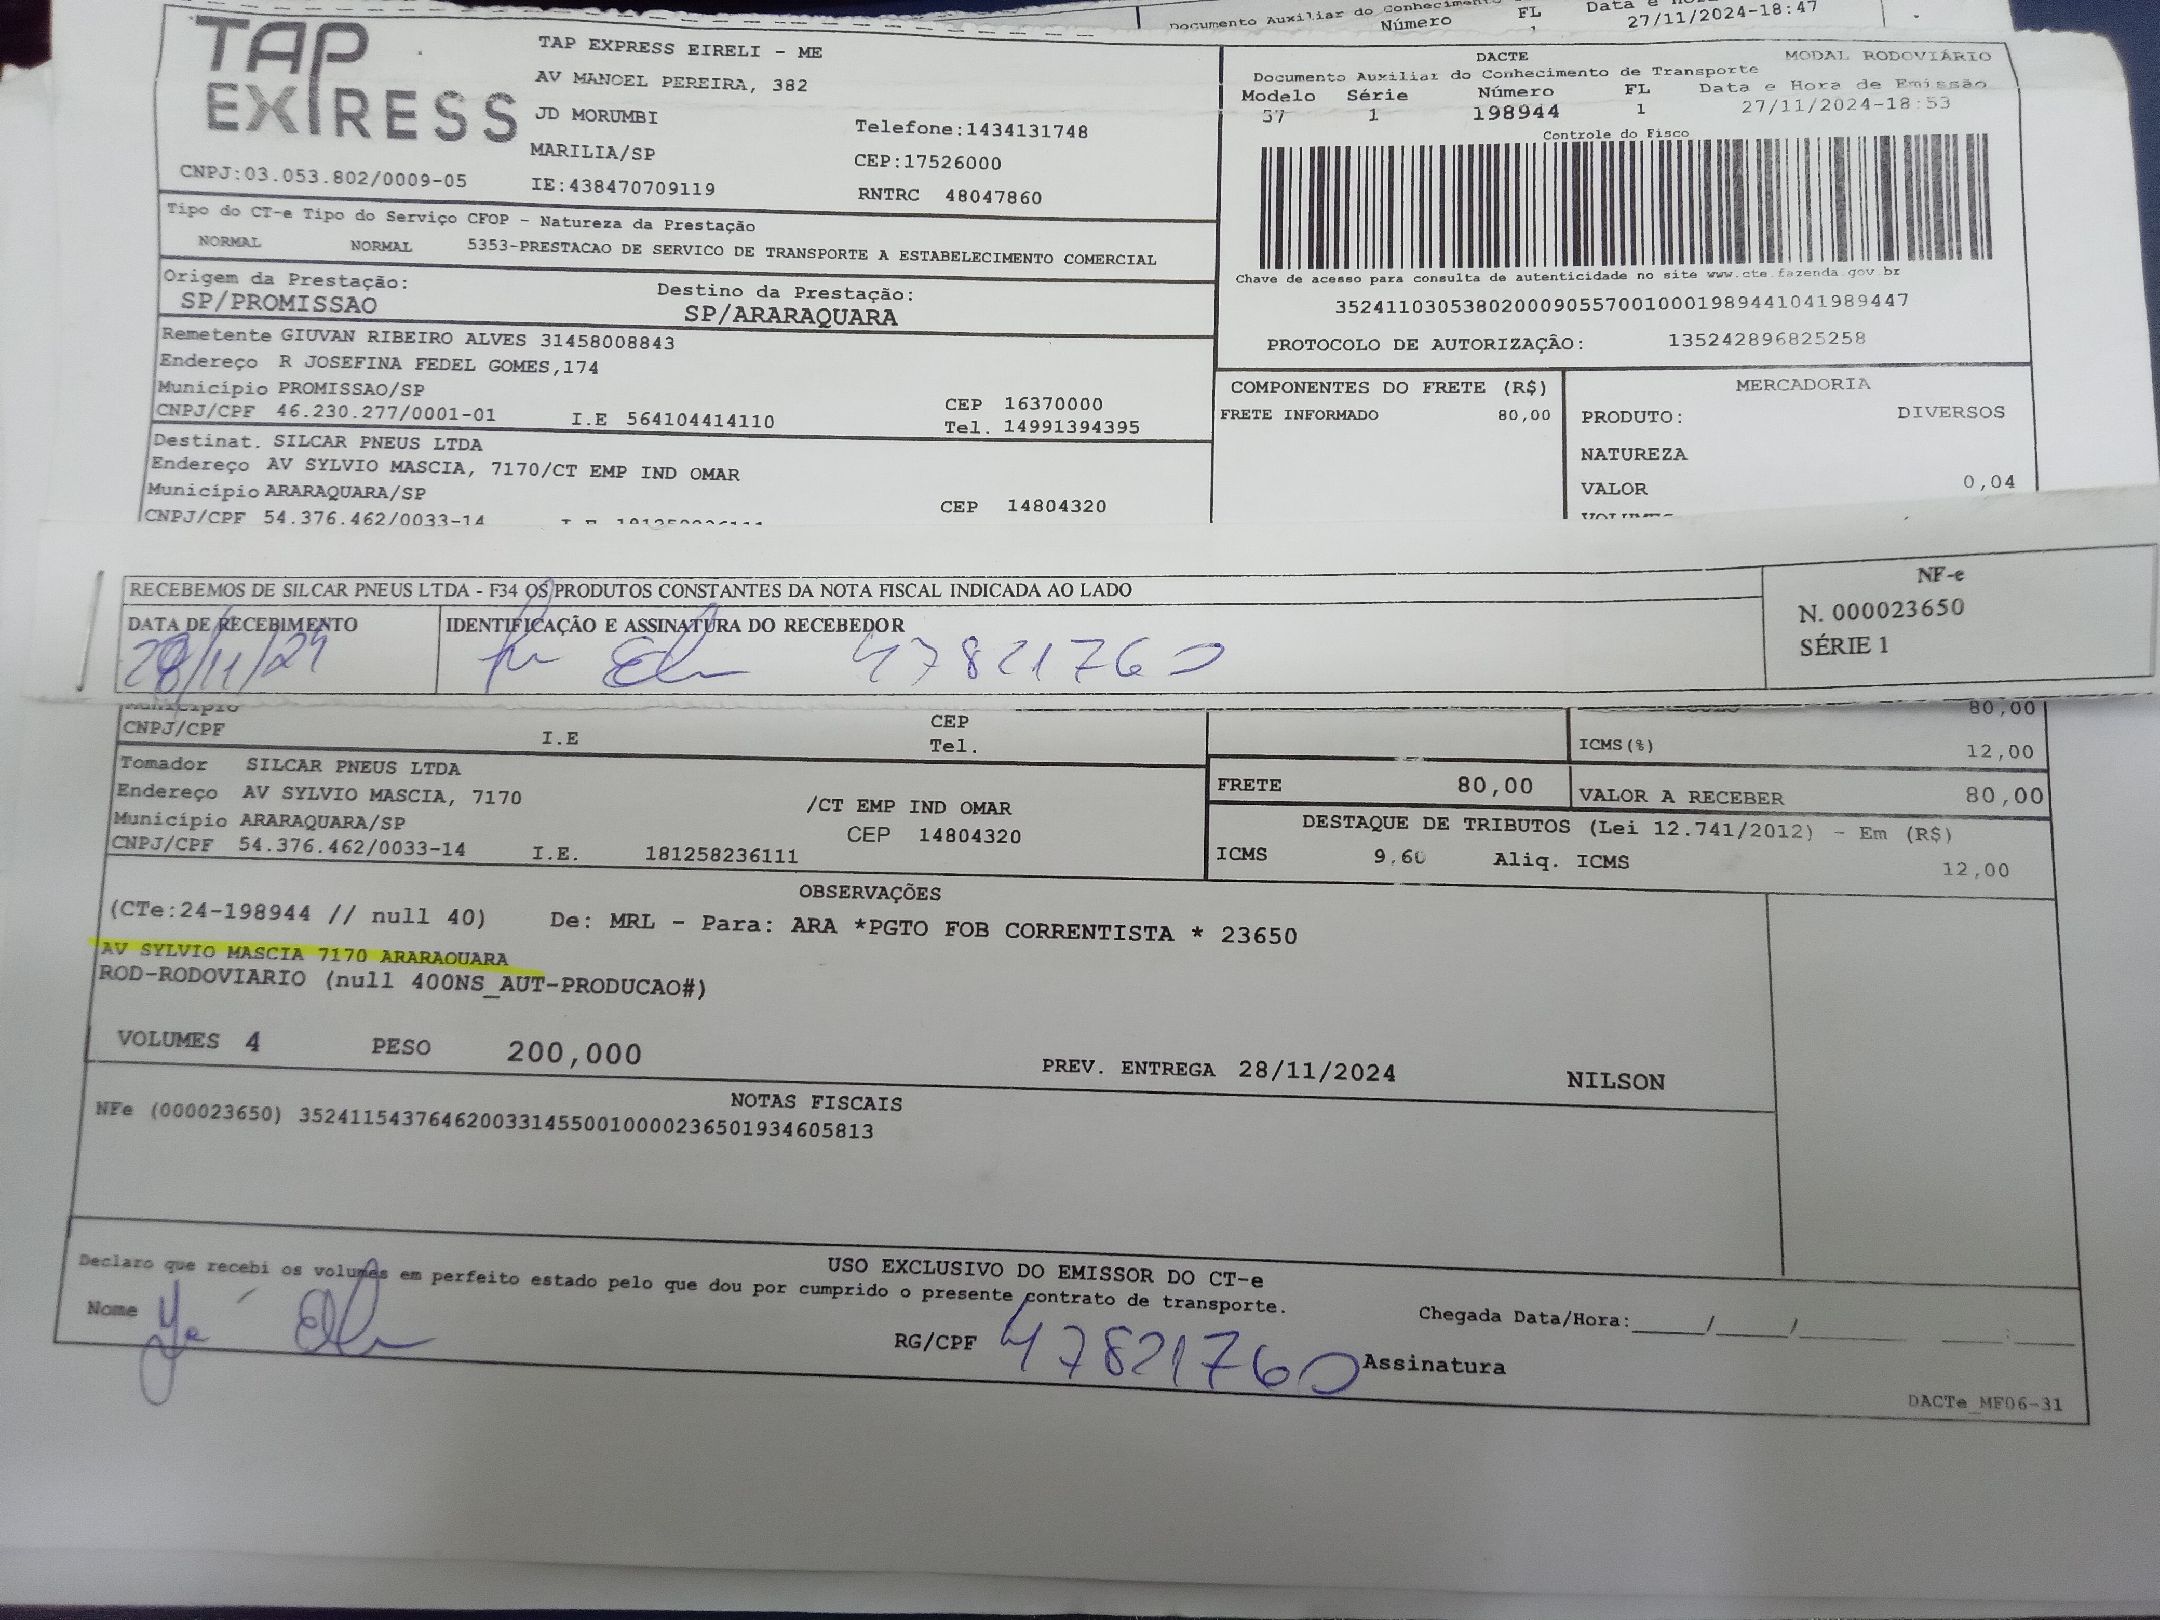 Documento Auxiliar do Conhecimento
Número FL
27/11/2024-18:47
TAP EXPRESS
TAP EXPRESS EIRELI - ME
AV MANOEL PEREIRA, 382
JD MORUMBI
Telefone:1434131748
MARILIA/SP
CEP:17526000
CNPJ:03.053.802/0009-05
IE:438470709119
RNTRC 48047860
DACTE MODAL RODOVIÁRIO
Documento Auxiliar do Conhecimento de Transporte
Modelo Série Número FL Data e Hora de Emissão
57 1 198944 1 27/11/2024-18:53
Controle do Fisco
Chave de acesso para consulta de autenticidade no site www.cte.fazenda.gov.br
35241103053802000905570010001989441041989447
PROTOCOLO DE AUTORIZAÇÃO: 135242896825258
Tipo do CT-e Tipo do Serviço CFOP - Natureza da Prestação
NORMAL NORMAL 5353-PRESTACAO DE SERVICO DE TRANSPORTE A ESTABELECIMENTO COMERCIAL
Origem da Prestação: Destino da Prestação:
SP/PROMISSAO SP/ARARAQUARA
Remetente GIUVAN RIBEIRO ALVES 31458008843
Endereço R JOSEFINA FEDEL GOMES,174
Município PROMISSAO/SP CEP 16370000
CNPJ/CPF 46.230.277/0001-01 I.E 564104414110 Tel. 14991394395
Destinat. SILCAR PNEUS LTDA
Endereço AV SYLVIO MASCIA, 7170/CT EMP IND OMAR
Município ARARAQUARA/SP CEP 14804320
CNPJ/CPF 54.376.462/0033-14
COMPONENTES DO FRETE (R$)
FRETE INFORMADO 80,00
MERCADORIA
PRODUTO: DIVERSOS
NATUREZA
VALOR 0,04
RECEBEMOS DE SILCAR PNEUS LTDA - F34 OS PRODUTOS CONSTANTES DA NOTA FISCAL INDICADA AO LADO
DATA DE RECEBIMENTO IDENTIFICAÇÃO E ASSINATURA DO RECEBEDOR
28/11/24 47821760
NF-e
N. 000023650
SÉRIE 1
Município
CNPJ/CPF I.E CEP
Tel.
80,00
ICMS(%) 12,00
Tomador SILCAR PNEUS LTDA
Endereço AV SYLVIO MASCIA, 7170 /CT EMP IND OMAR
Município ARARAQUARA/SP CEP 14804320
CNPJ/CPF 54.376.462/0033-14 I.E. 181258236111
FRETE 80,00 VALOR A RECEBER 80,00
DESTAQUE DE TRIBUTOS (Lei 12.741/2012) - Em (R$)
ICMS 9,60 Aliq. ICMS 12,00
OBSERVAÇÕES
(CTe:24-198944 // null 40) De: MRL - Para: ARA *PGTO FOB CORRENTISTA * 23650
AV SYLVIO MASCIA 7170 ARARAQUARA
ROD-RODOVIARIO (null 400NS_AUT-PRODUCAO#)
VOLUMES 4 PESO 200,000 PREV. ENTREGA 28/11/2024 NILSON
NOTAS FISCAIS
NFe (000023650) 35241154376462003314550010000236501934605813
USO EXCLUSIVO DO EMISSOR DO CT-e
Declaro que recebi os volumes em perfeito estado pelo que dou por cumprido o presente contrato de transporte.
Nome RG/CPF 47821760 Assinatura
Chegada Data/Hora:_____/_____/_______ _____:_____
DACTe_MF06-31